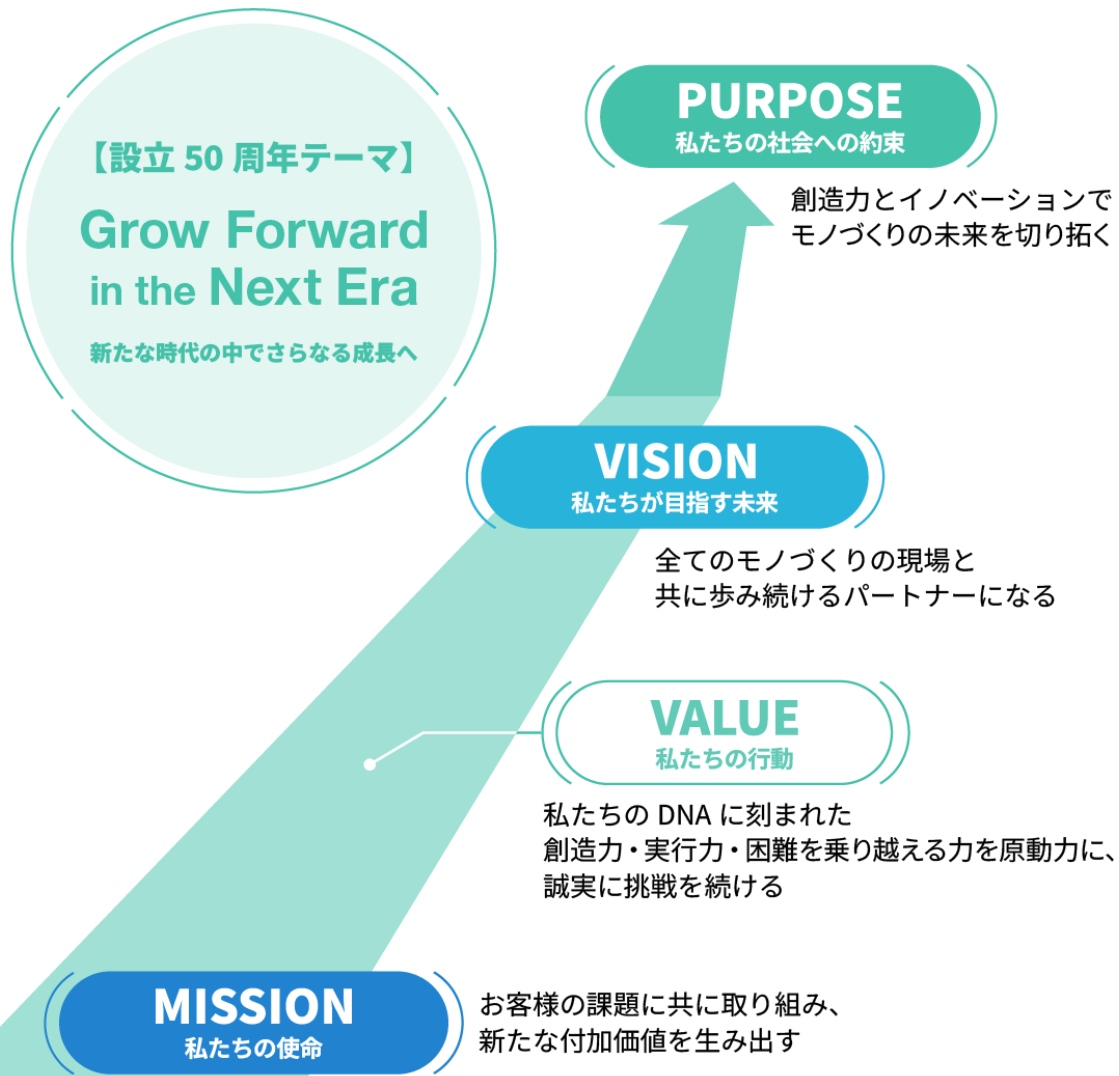 【設立 50 周年テーマ】
Grow Forward
in the Next Era
新たな時代の中でさらなる成長へ
PURPOSE
私たちの社会への約束
創造力とイノベーションで
モノづくりの未来を切り拓く
VISION
私たちが目指す未来
全てのモノづくりの現場と
共に歩み続けるパートナーになる
VALUE
私たちの行動
私たちの DNA に刻まれた
創造力・実行力・困難を乗り越える力を原動力に、
誠実に挑戦を続ける
MISSION
私たちの使命
お客様の課題に共に取り組み、
新たな付加価値を生み出す